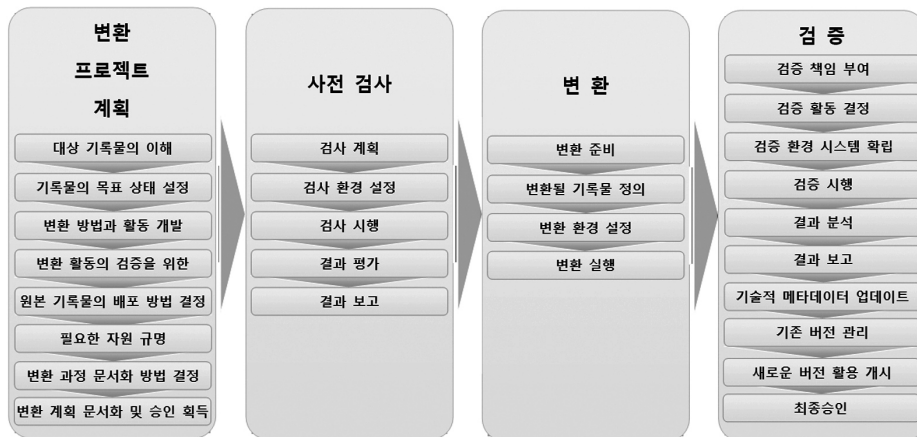 변환
프로젝트
계획
대상 기록물의 이해
기록물의 목표 상태 설정
변환 방법과 활동 개발
변환 활동의 검증을 위한
원본 기록물의 배포 방법 결정
필요한 자원 규명
변환 과정 문서화 방법 결정
변환 계획 문서화 및 승인 획득
사전 검사
검사 계획
검사 환경 설정
검사 시행
결과 평가
결과 보고
변 환
변환 준비
변환될 기록물 정의
변환 환경 설정
변환 실행
검 증
검증 책임 부여
검증 활동 결정
검증 환경 시스템 확립
검증 시행
결과 분석
결과 보고
기술적 메타데이터 업데이트
기존 버전 관리
새로운 버전 활용 개시
최종승인